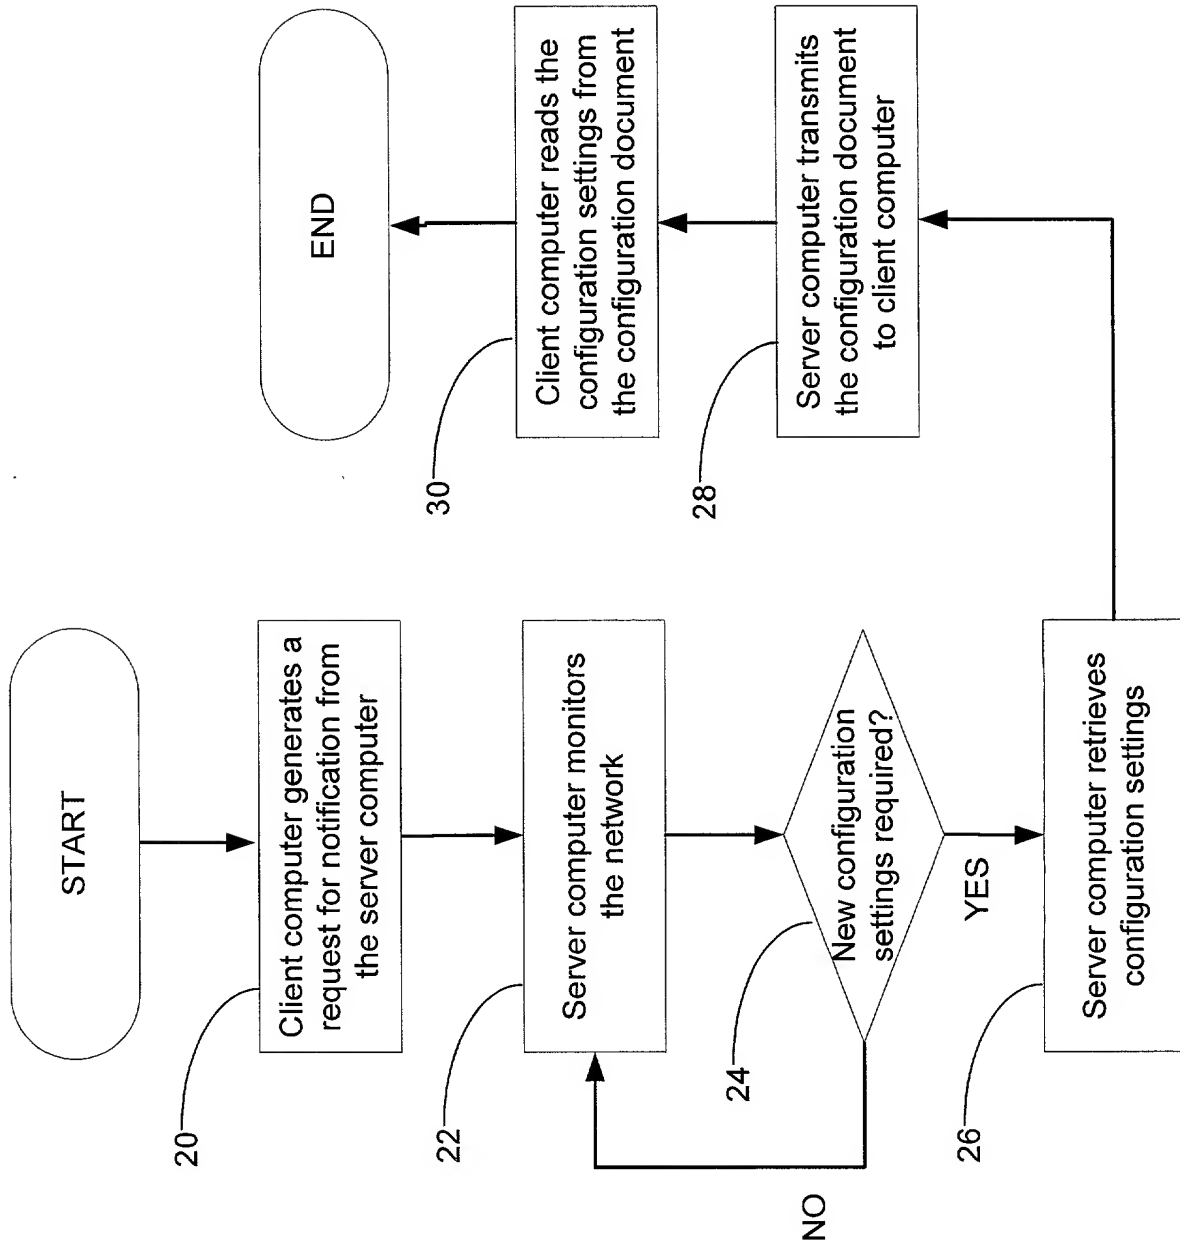 START
Client computer generates a
request for notification from
the server computer
20
Server computer monitors
the network
22
New configuration
settings required?
24
NO
YES
Server computer retrieves
configuration settings
26
Server computer transmits
the configuration document
to client computer
28
Client computer reads the
configuration settings from
the configuration document
30
END